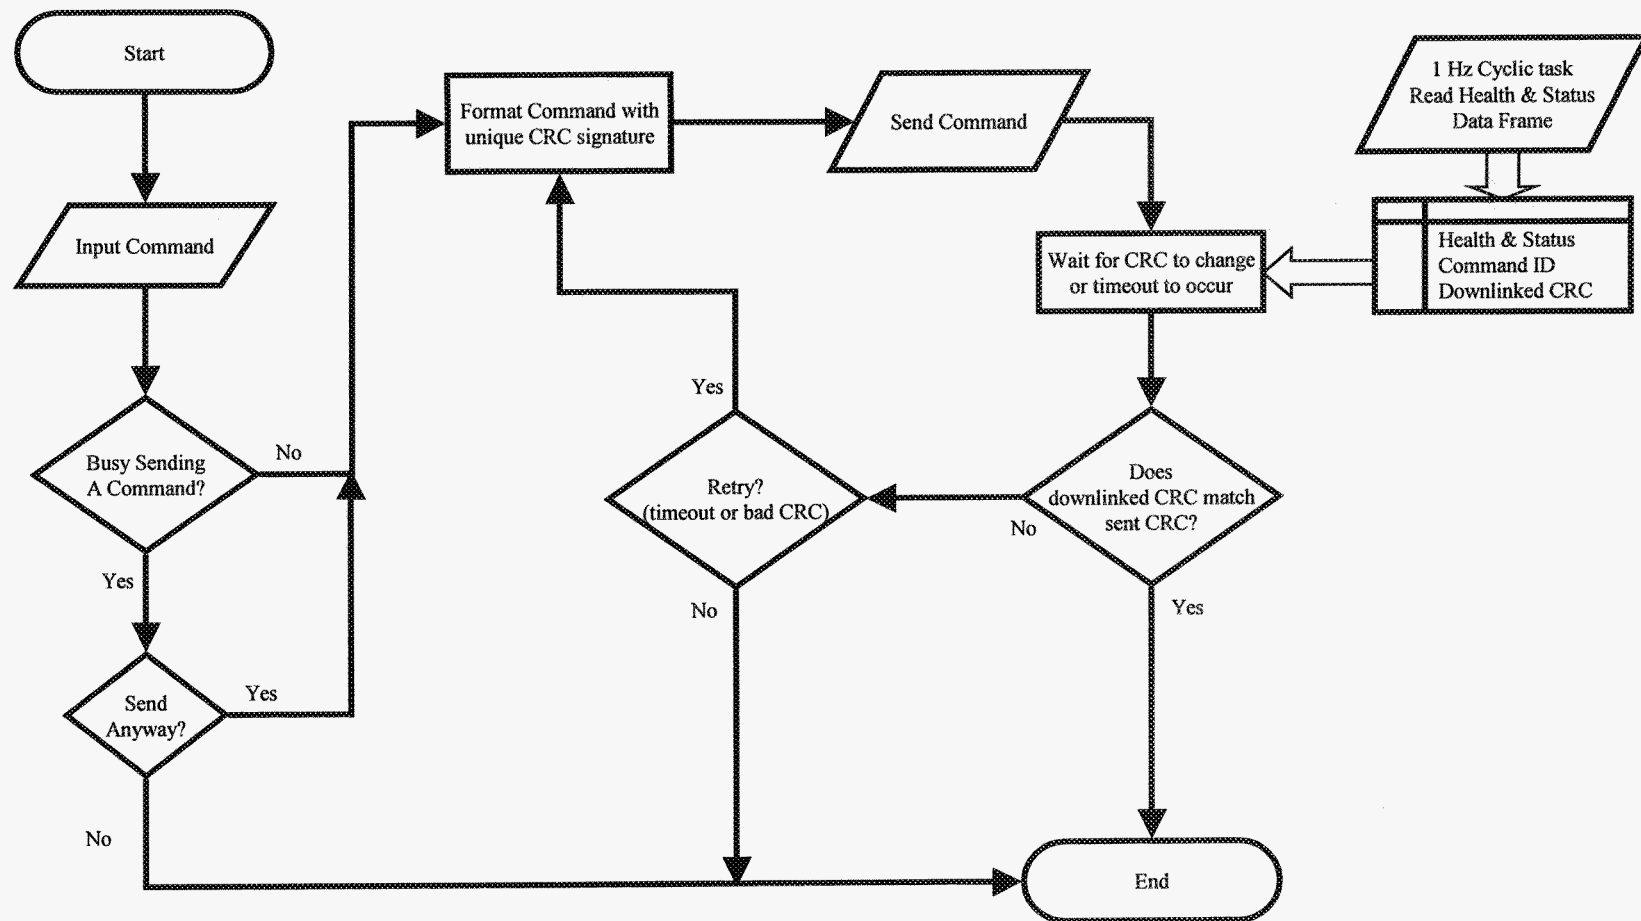 Start
Input Command
Busy Sending
A Command?
No
Yes
Send
Anyway?
Yes
No
Format Command with
unique CRC signature
Send Command
1 Hz Cyclic task
Read Health & Status
Data Frame
Health & Status
Command ID
Downlinked CRC
Wait for CRC to change
or timeout to occur
Does
downlinked CRC match
sent CRC?
No
Yes
Retry?
(timeout or bad CRC)
Yes
No
End